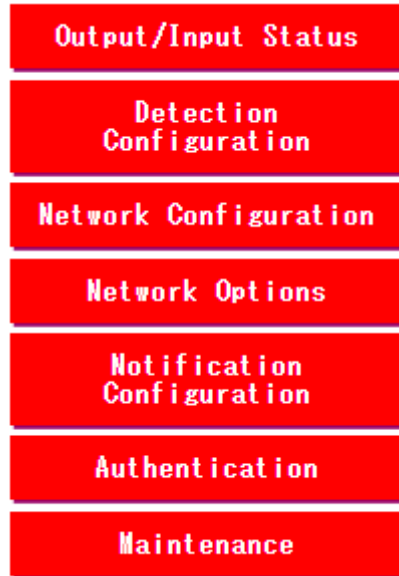 Output/Input Status
Detection
Configuration
Network Configuration
Network Options
Notification
Configuration
Authentication
Maintenance